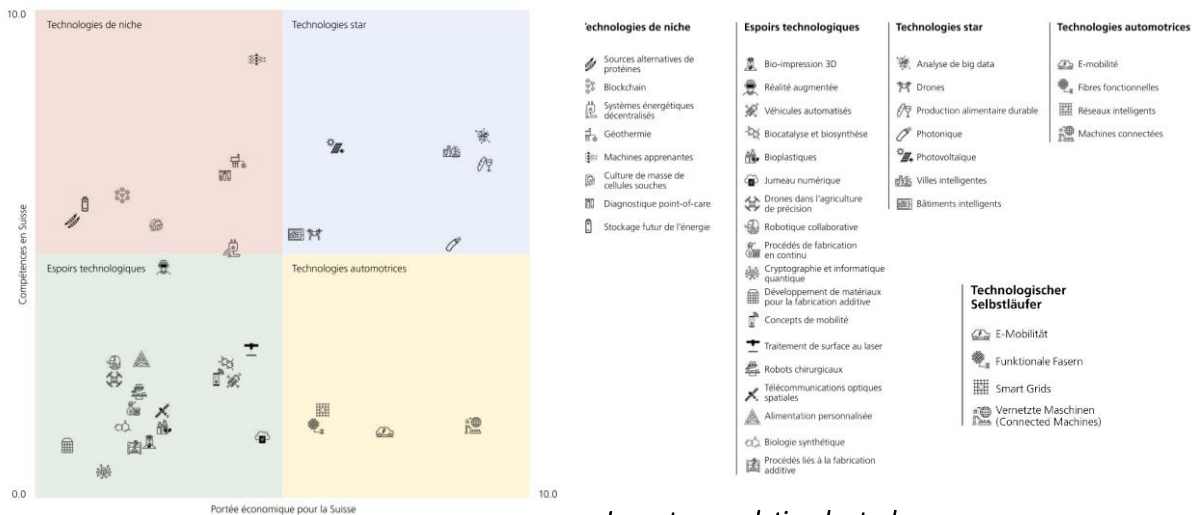 10.0
Technologies de niche
Technologies star
Compétences en Suisse
Espoirs technologiques
Technologies automotrices
0.0
10.0
Portée économique pour la Suisse
Technologies de niche
Sources alternatives de
protéines
Blockchain
Systèmes énergétiques
décentralisés
Géothermie
Machines apprenantes
Culture de masse de
cellules souches
Diagnostique point-of-care
Stockage futur de l'énergie
Espoirs technologiques
Bio-impression 3D
Réalité augmentée
Véhicules automatisés
Biocatalyse et biosynthèse
Bioplastiques
Jumeau numérique
Drones dans l'agriculture
de précision
Robotique collaborative
Procédés de fabrication
en continu
Cryptographie et informatique
quantique
Développement de matériaux
pour la fabrication additive
Concepts de mobilité
Traitement de surface au laser
Robots chirurgicaux
Télécommunications optiques
spatiales
Alimentation personnalisée
Biologie synthétique
Procédés liés à la fabrication
additive
Technologies star
Analyse de big data
Drones
Production alimentaire durable
Photonique
Photovoltaïque
Villes intelligentes
Bâtiments intelligents
Technologies automotrices
E-mobilité
Fibres fonctionnelles
Réseaux intelligents
Machines connectées
Technologischer
Selbstläufer
E-Mobilität
Funktionale Fasern
Smart Grids
Vernetzte Maschinen
(Connected Machines)